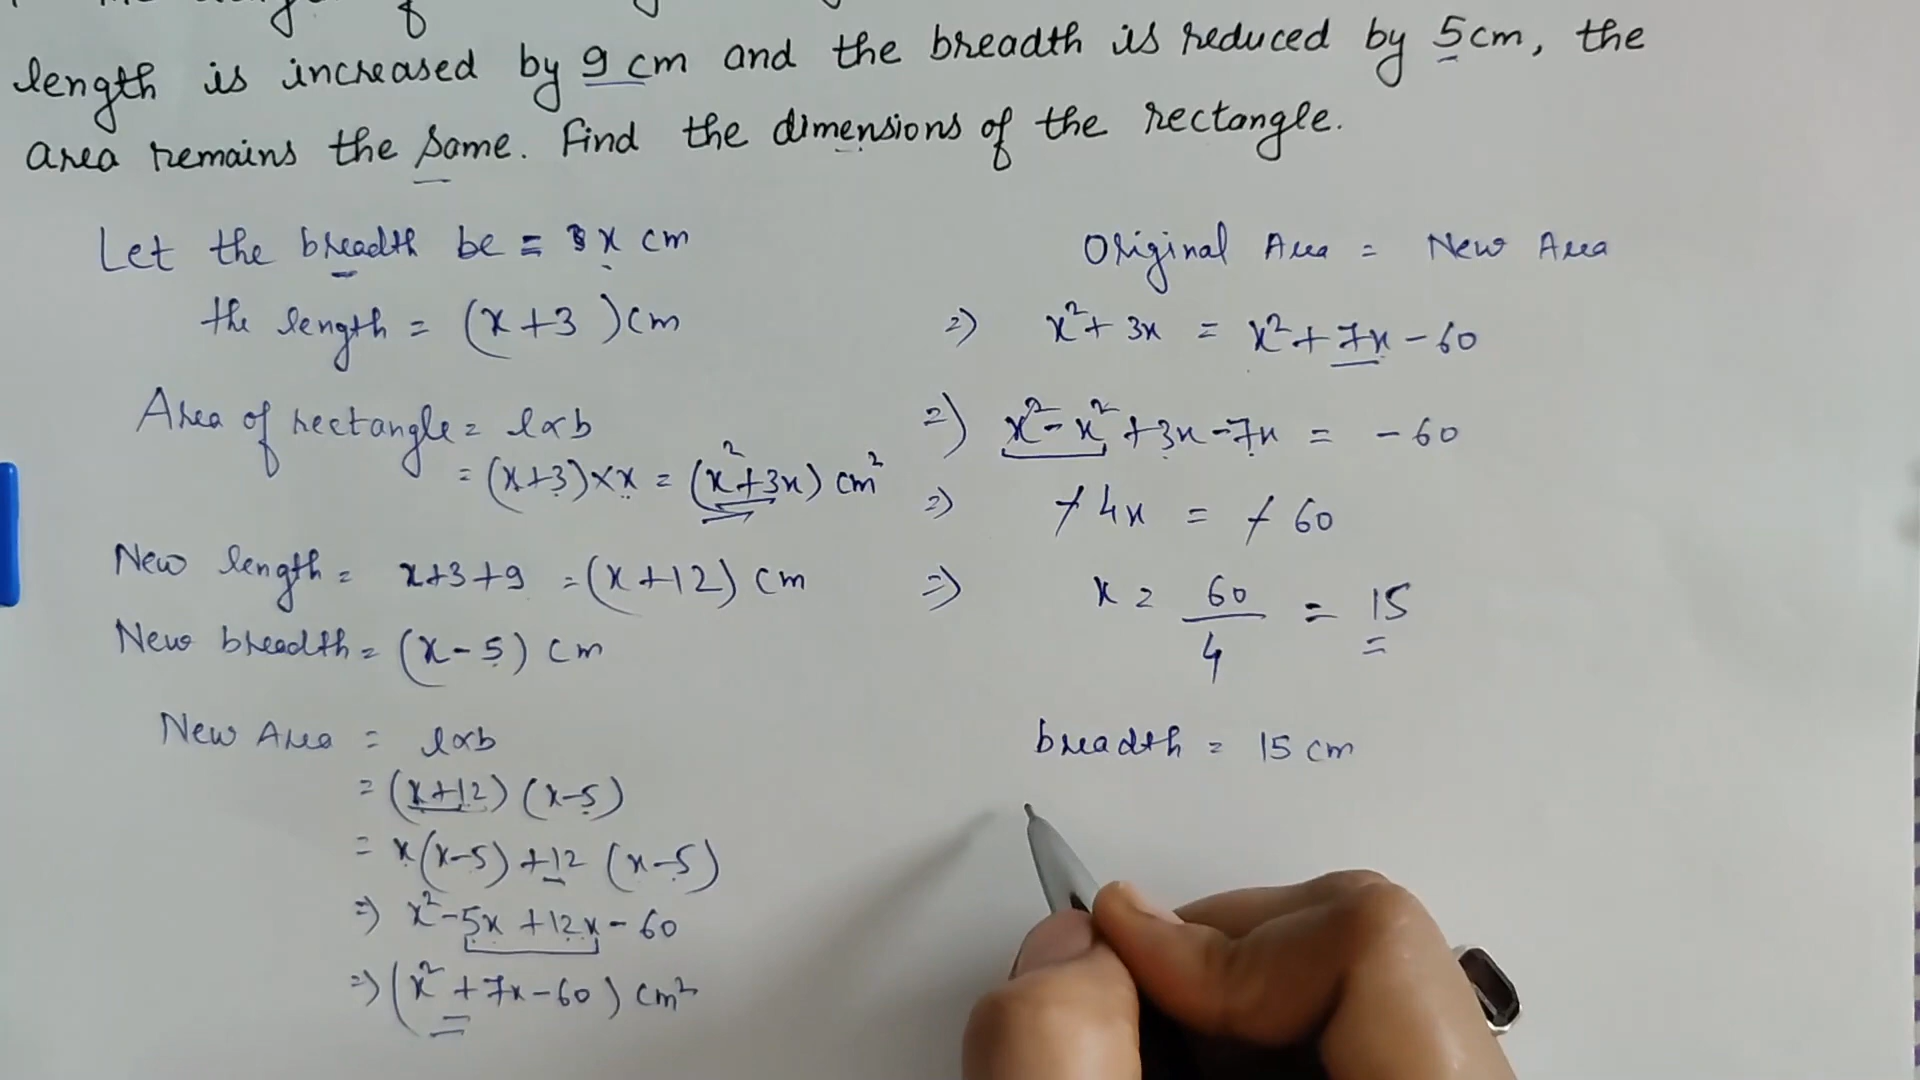 length is increased by 9 cm and the breadth is reduced by 5cm, the
area remains the same. Find the dimensions of the rectangle.
Let the breadth be = x cm
the length = (x+3) cm
Area of rectangle = l×b
= (x+3)×x = (x²+3x) cm²
New length = x+3+9 = (x+12) cm
New breadth = (x-5) cm
New Area = l×b
= (x+12) (x-5)
= x(x-5) +12 (x-5)
=> x²-5x +12x - 60
=> (x²+7x-60) cm²
Original Area = New Area
=> x²+3x = x²+7x-60
=> x²-x²+3x-7x = -60
=> -4x = -60
=> x = 60/4 = 15
breadth = 15 cm